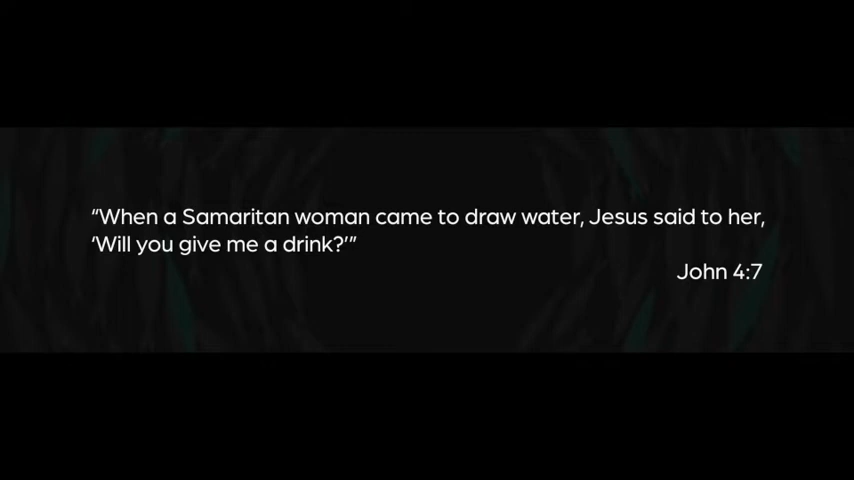 “When a Samaritan woman came to draw water, Jesus said to her,
‘Will you give me a drink?’”
John 4:7